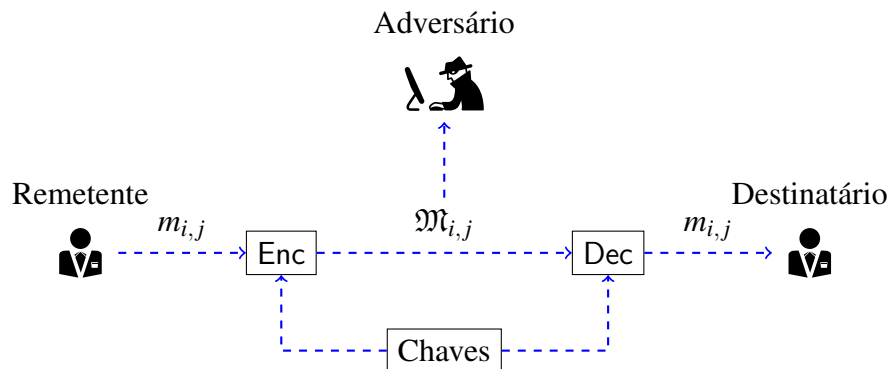 Adversário
Remetente
Destinatário
m_{i,j}
𝔐_{i,j}
m_{i,j}
Enc
Dec
Chaves